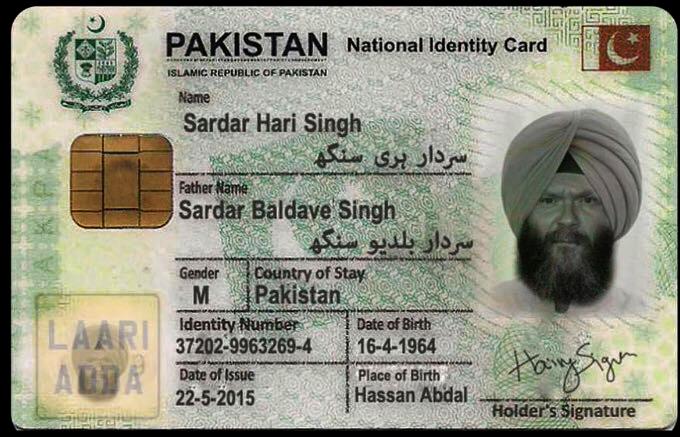 PAKISTAN National Identity Card
ISLAMIC REPUBLIC OF PAKISTAN
Name
Sardar Hari Singh
سردار ہری سنگھ
Father Name
Sardar Baldave Singh
سردار بلدیو سنگھ
Gender
M
Country of Stay
Pakistan
Identity Number
37202-9963269-4
Date of Birth
16-4-1964
Date of Issue
22-5-2015
Place of Birth
Hassan Abdal
LAARI
ADDA
Holder's Signature